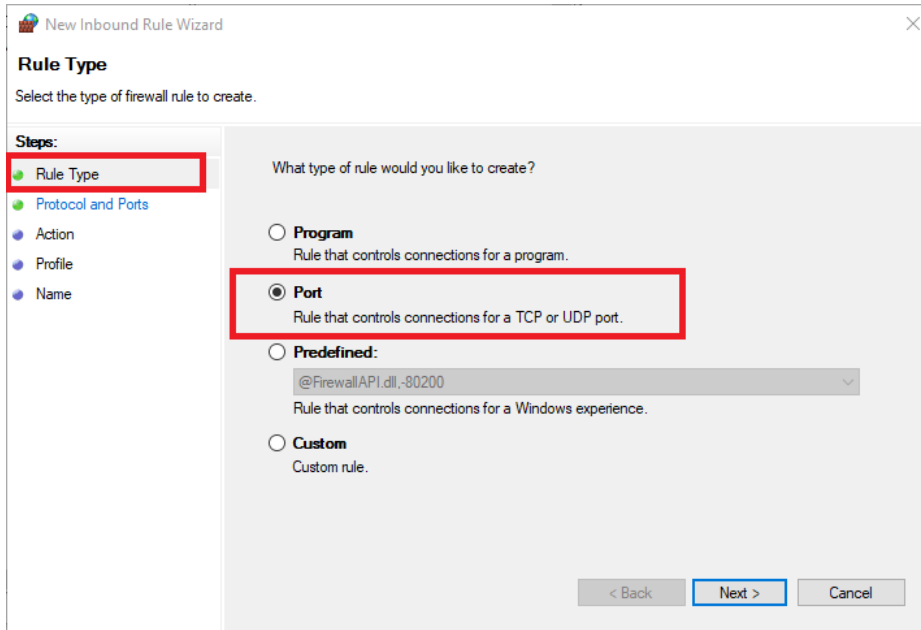 New Inbound Rule Wizard
Rule Type
Select the type of firewall rule to create.
Steps:
Rule Type
Protocol and Ports
Action
Profile
Name
What type of rule would you like to create?
Program
Rule that controls connections for a program.
Port
Rule that controls connections for a TCP or UDP port.
Predefined:
@FirewallAPI.dll,-80200
Rule that controls connections for a Windows experience.
Custom
Custom rule.
< Back
Next >
Cancel